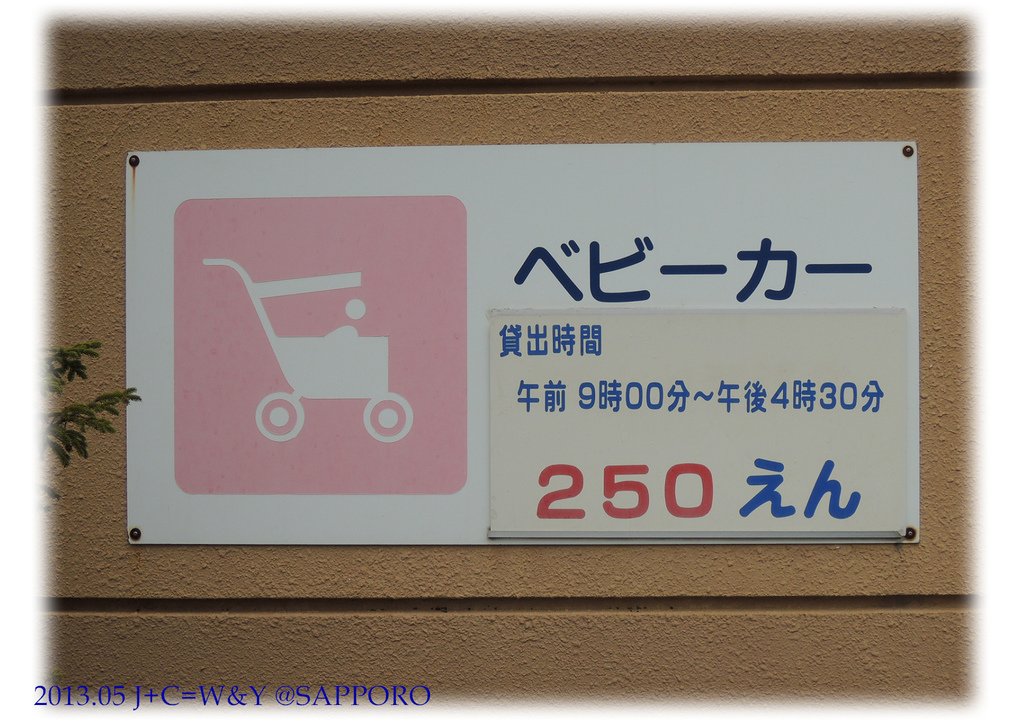 ベビーカー
貸出時間
午前 9時00分～午後4時30分
250 えん
2013.05 J+C=W&Y @SAPPORO